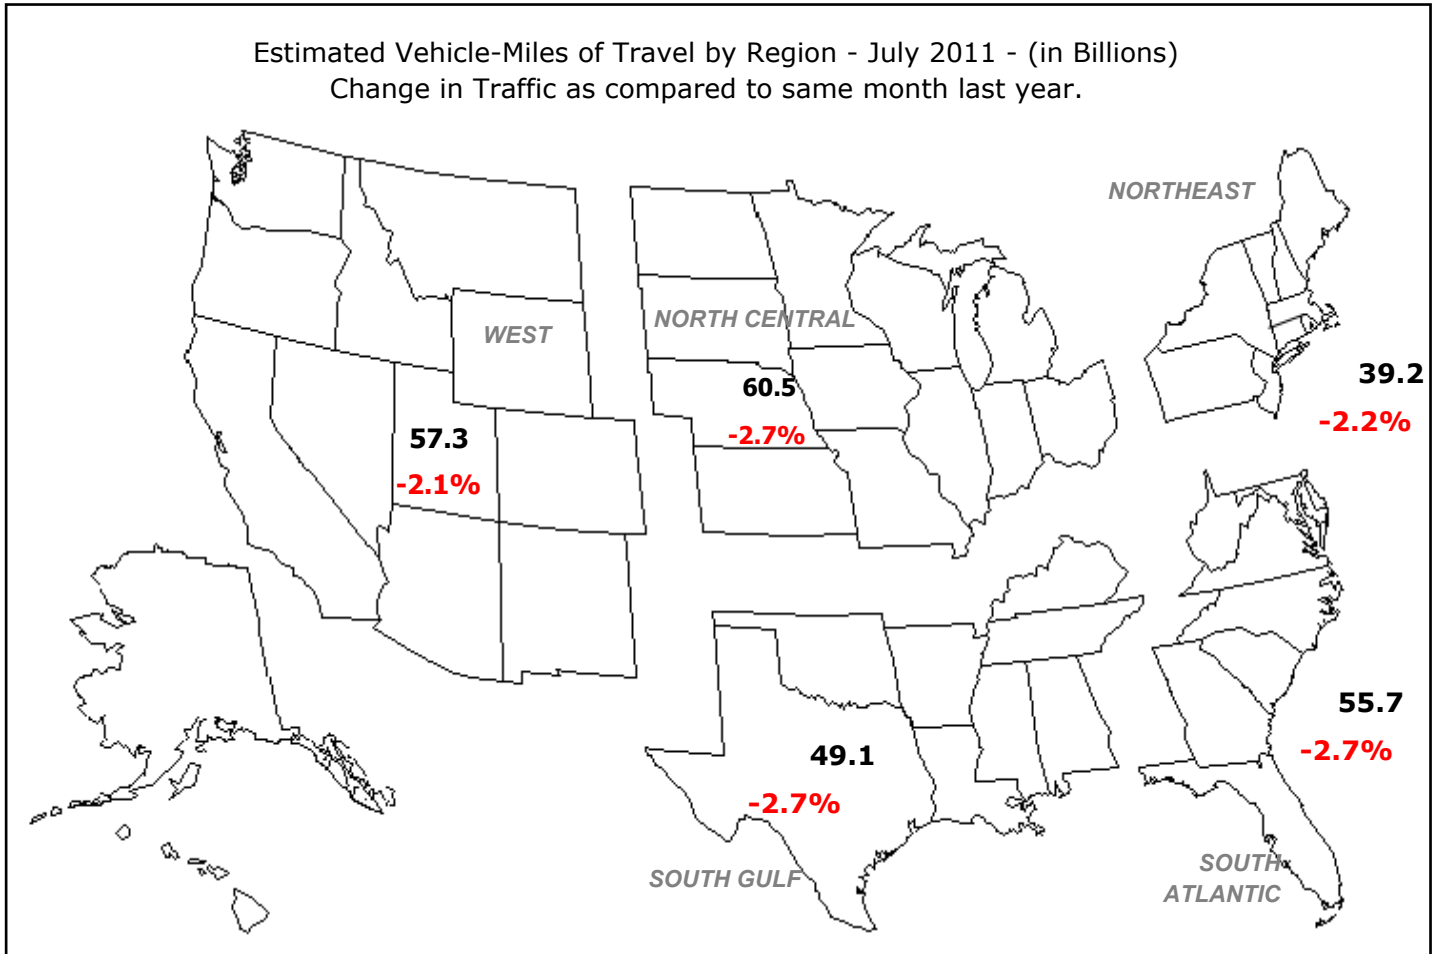 Estimated Vehicle-Miles of Travel by Region - July 2011 - (in Billions)
Change in Traffic as compared to same month last year.
NORTHEAST
NORTH CENTRAL
WEST
39.2
-2.2%
60.5
-2.7%
57.3
-2.1%
55.7
-2.7%
49.1
-2.7%
SOUTH GULF
SOUTH
ATLANTIC